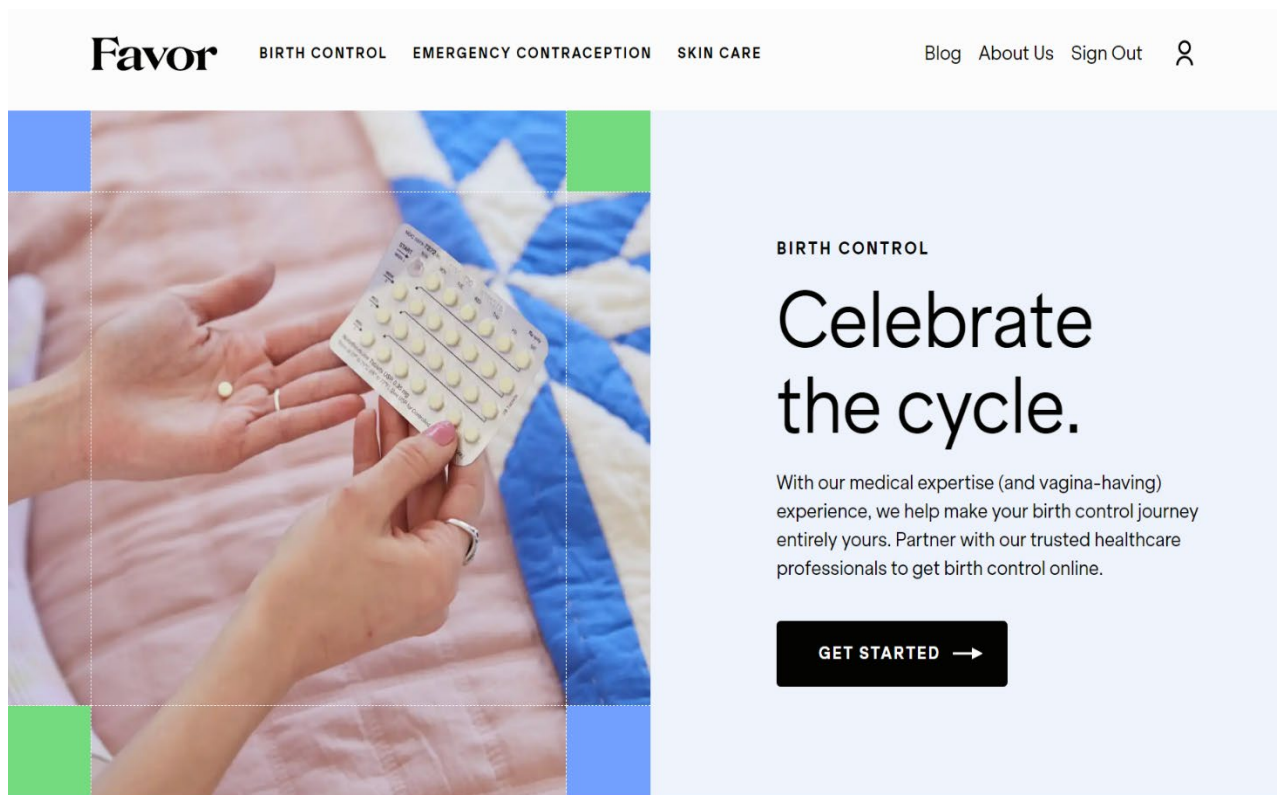 Favor
BIRTH CONTROL
EMERGENCY CONTRACEPTION
SKIN CARE
Blog
About Us
Sign Out
START
BIRTH CONTROL
Celebrate
the cycle.
With our medical expertise (and vagina-having)
experience, we help make your birth control journey
entirely yours. Partner with our trusted healthcare
professionals to get birth control online.
GET STARTED